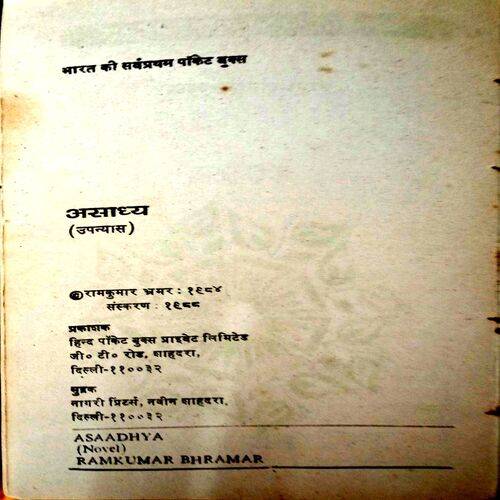 भारत की सर्वप्रथम पॉकेट बुक्स
असाध्य
(उपन्यास)
© रामकुमार भ्रमर : १९८४
संस्करण : १९८८
प्रकाशक
हिन्द पॉकेट बुक्स प्राइवेट लिमिटेड
जी० टी० रोड, शाहदरा,
दिल्ली-११००३२
मुद्रक
नागरी प्रिंटर्स, नवीन शाहदरा,
दिल्ली-११००३२
ASAADHYA
(Novel)
RAMKUMAR BHRAMAR